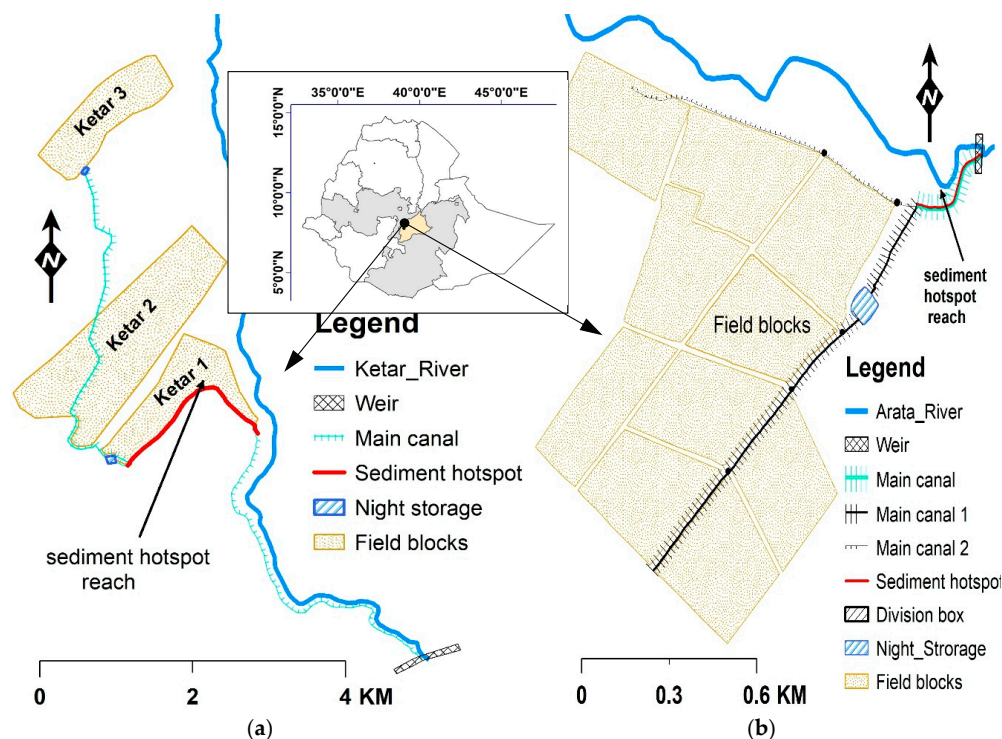 Ketar 3
N
Ketar 2
Ketar 1
sediment hotspot
reach
35°0'0"E 40°0'0"E 45°0'0"E
15°0'0"N
10°0'0"N
5°0'0"N
Legend
Ketar_River
Weir
Main canal
Sediment hotspot
Night storage
Field blocks
0 2 4 KM
(a)
N
sediment
hotspot
reach
Field blocks
Legend
Arata_River
Weir
Main canal
Main canal 1
Main canal 2
Sediment hotspot
Division box
Night_Strorage
Field blocks
0 0.3 0.6 KM
(b)